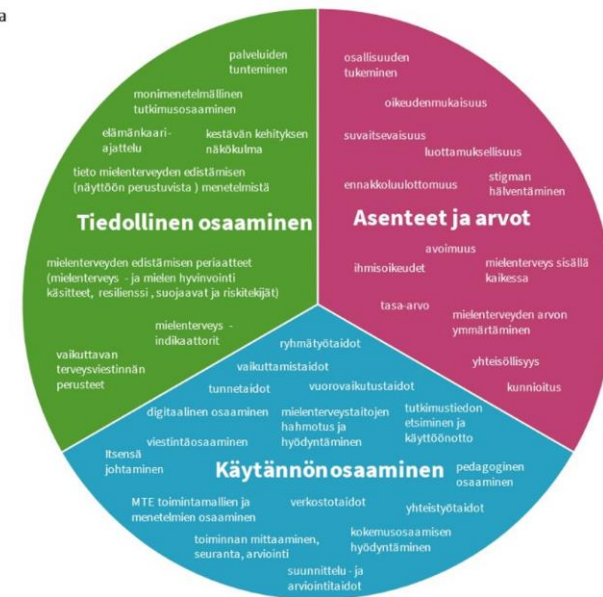 a
palveluiden
tunteminen
monimenetelmällinen
tutkimusosaaminen
elämänkaari-
ajattelu
kestävän kehityksen
näkökulma
tieto mielenterveyden edistämisen
(näyttöön perustuvista ) menetelmistä
Tiedollinen osaaminen
mielenterveyden edistämisen periaatteet
(mielenterveys - ja mielen hyvinvointi
käsitteet, resilienssi , suojaavat ja riskitekijät)
mielenterveys -
indikaattorit
vaikuttavan
terveysviestinnän
perusteet
osallisuuden
tukeminen
oikeudenmukaisuus
suvaitsevaisuus
luottamuksellisuus
ennakkoluulottomuus
stigman
hälventäminen
Asenteet ja arvot
avoimuus
ihmisoikeudet
mielenterveys sisällä
kaikessa
tasa-arvo
mielenterveyden arvon
ymmärtäminen
yhteisöllisyys
kunnioitus
ryhmätyötaidot
vaikuttamistaidot
tunnetaidot
vuorovaikutustaidot
digitaalinen osaaminen
mielenterveystaitojen
hahmotus ja
hyödyntäminen
tutkimustiedon
etsiminen ja
käyttöönotto
viestintäosaaminen
Itsensä
johtaminen
Käytännön osaaminen
pedagoginen
osaaminen
MTE toimintamallien ja
menetelmien osaaminen
verkostotaidot
yhteistyötaidot
toiminnan mittaaminen,
seuranta, arviointi
kokemusosaamisen
hyödyntäminen
suunnittelu - ja
arviointitaidot